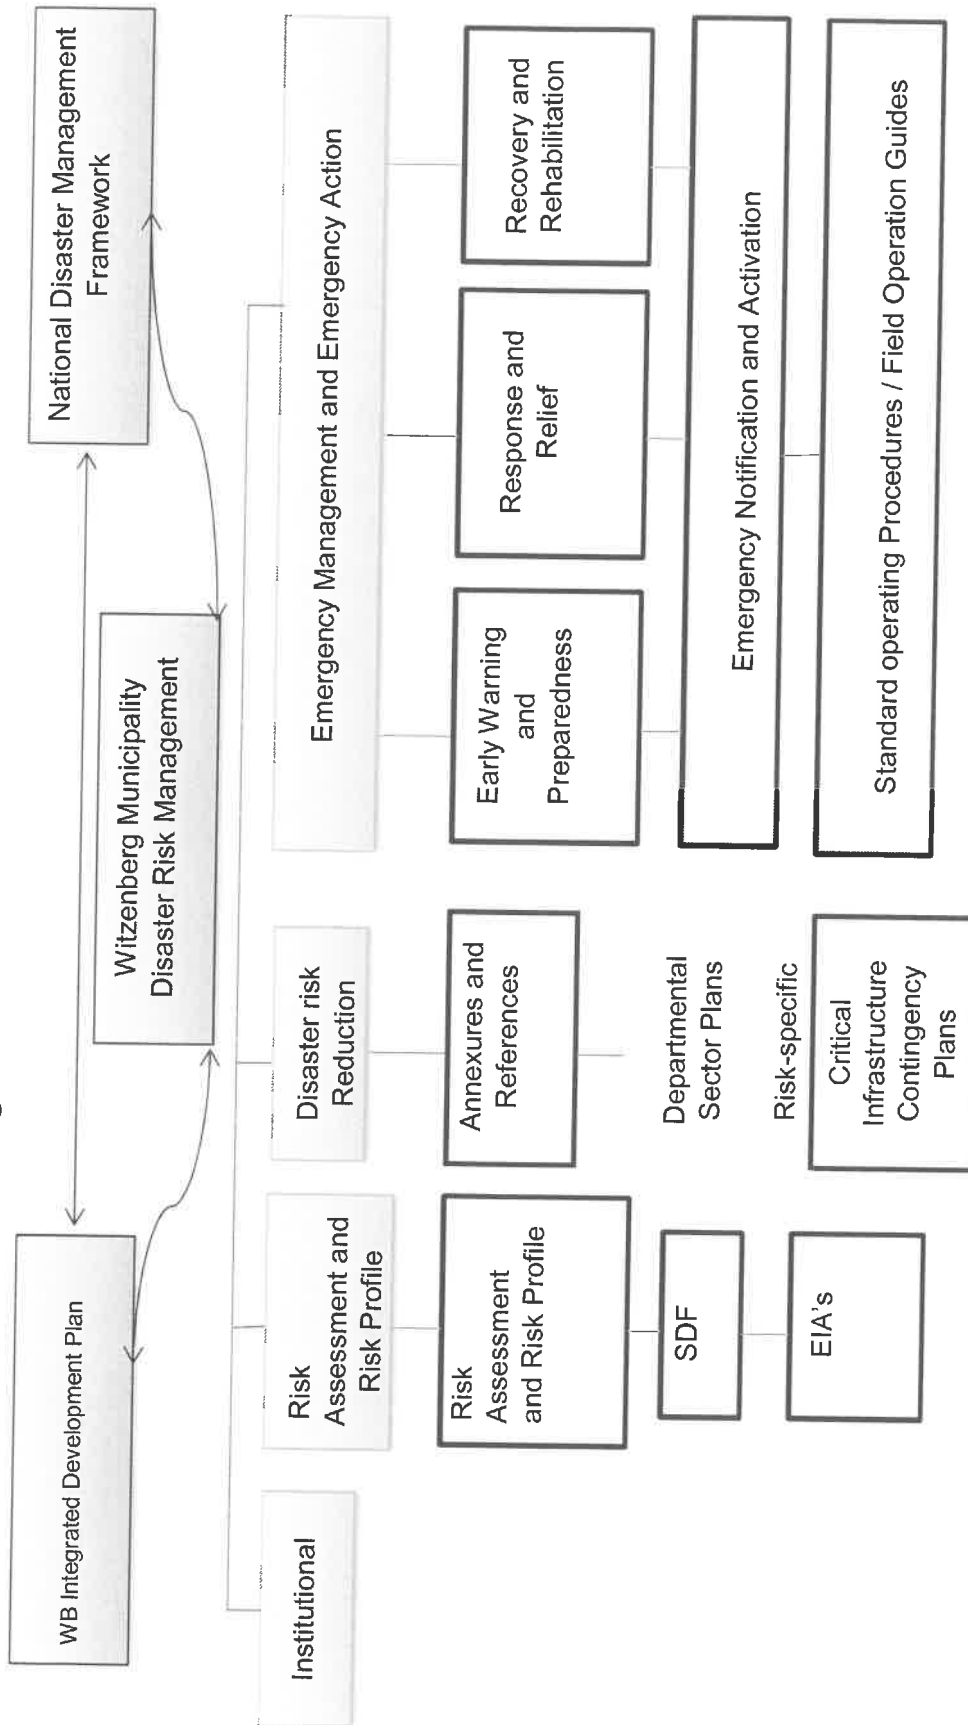 WB Integrated Development Plan
National Disaster Management
Framework
Witzenberg Municipality
Disaster Risk Management
Institutional
Risk
Assessment and
Risk Profile
Disaster risk
Reduction
Emergency Management and Emergency Action
Risk
Assessment
and Risk Profile
Annexures and
References
Early Warning
and
Preparedness
Response and
Relief
Recovery and
Rehabilitation
SDF
Departmental
Sector Plans
Emergency Notification and Activation
EIA's
Risk-specific
Critical
Infrastructure
Contingency
Plans
Standard operating Procedures / Field Operation Guides